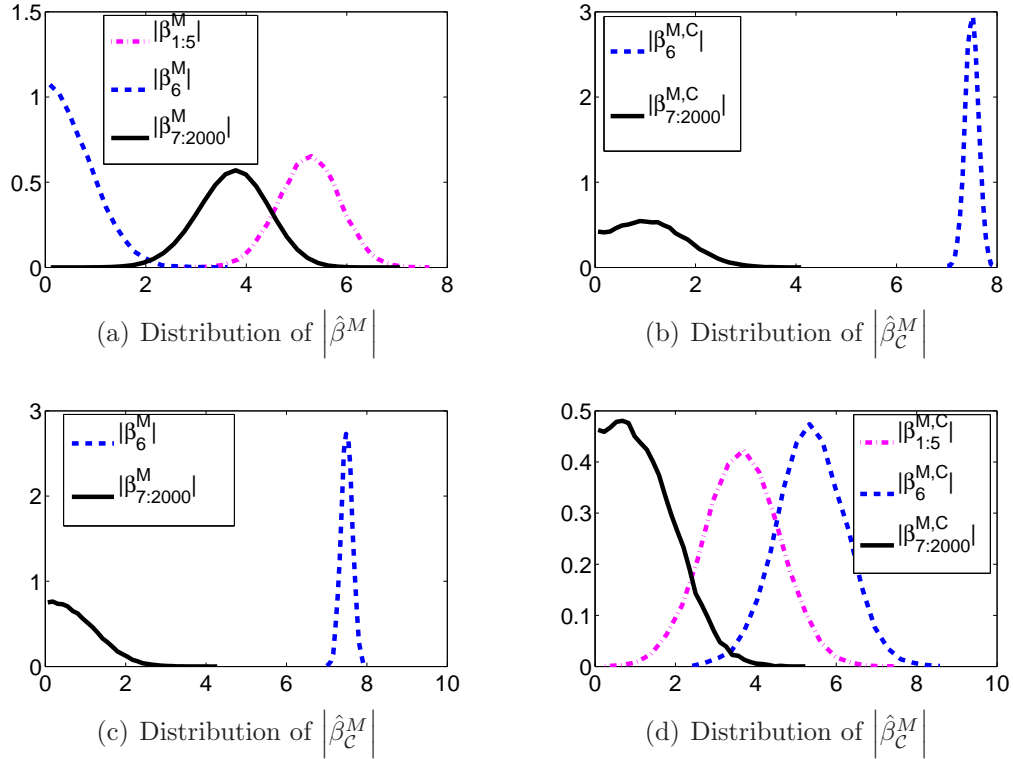 1.5
1
0.5
0
0 2 4 6 8
|β^M_{1:5}|
|β^M_6|
|β^M_{7:2000}|
(a) Distribution of |β̂^M|
3
2
1
0
0 2 4 6 8
|β^{M,C}_6|
|β^{M,C}_{7:2000}|
(b) Distribution of |β̂^M_𝒞|
3
2
1
0
0 2 4 6 8 10
|β^M_6|
|β^M_{7:2000}|
(c) Distribution of |β̂^M_𝒞|
0.5
0.4
0.3
0.2
0.1
0
0 2 4 6 8 10
|β^{M,C}_{1:5}|
|β^{M,C}_6|
|β^{M,C}_{7:2000}|
(d) Distribution of |β̂^M_𝒞|